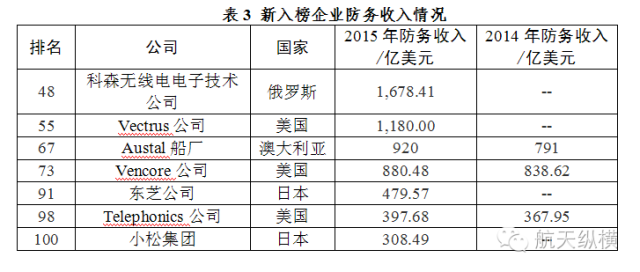 表 3 新入榜企业防务收入情况
排名 公司 国家 2015 年防务收入 2014 年防务收入
/亿美元 /亿美元
48 科森无线电电子技术 俄罗斯 1,678.41 --
公司
55 Vectrus 公司 美国 1,180.00 --
67 Austal 船厂 澳大利亚 920 791
73 Vencore 公司 美国 880.48 838.62
91 东芝公司 日本 479.57 --
98 Telephonics 公司 美国 397.68 367.95
100 小松集团 日本 308.49 --
航天纵横